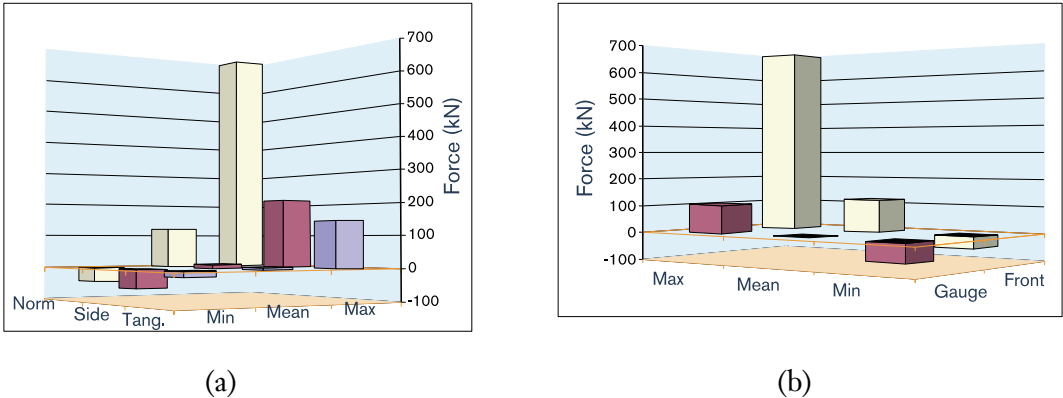 700
600
500
400
300
200
100
0
-100
Force (kN)
Norm
Side
Tang.
Min
Mean
Max
(a)
700
600
500
400
300
200
100
0
-100
Force (kN)
Max
Mean
Min
Gauge
Front
(b)